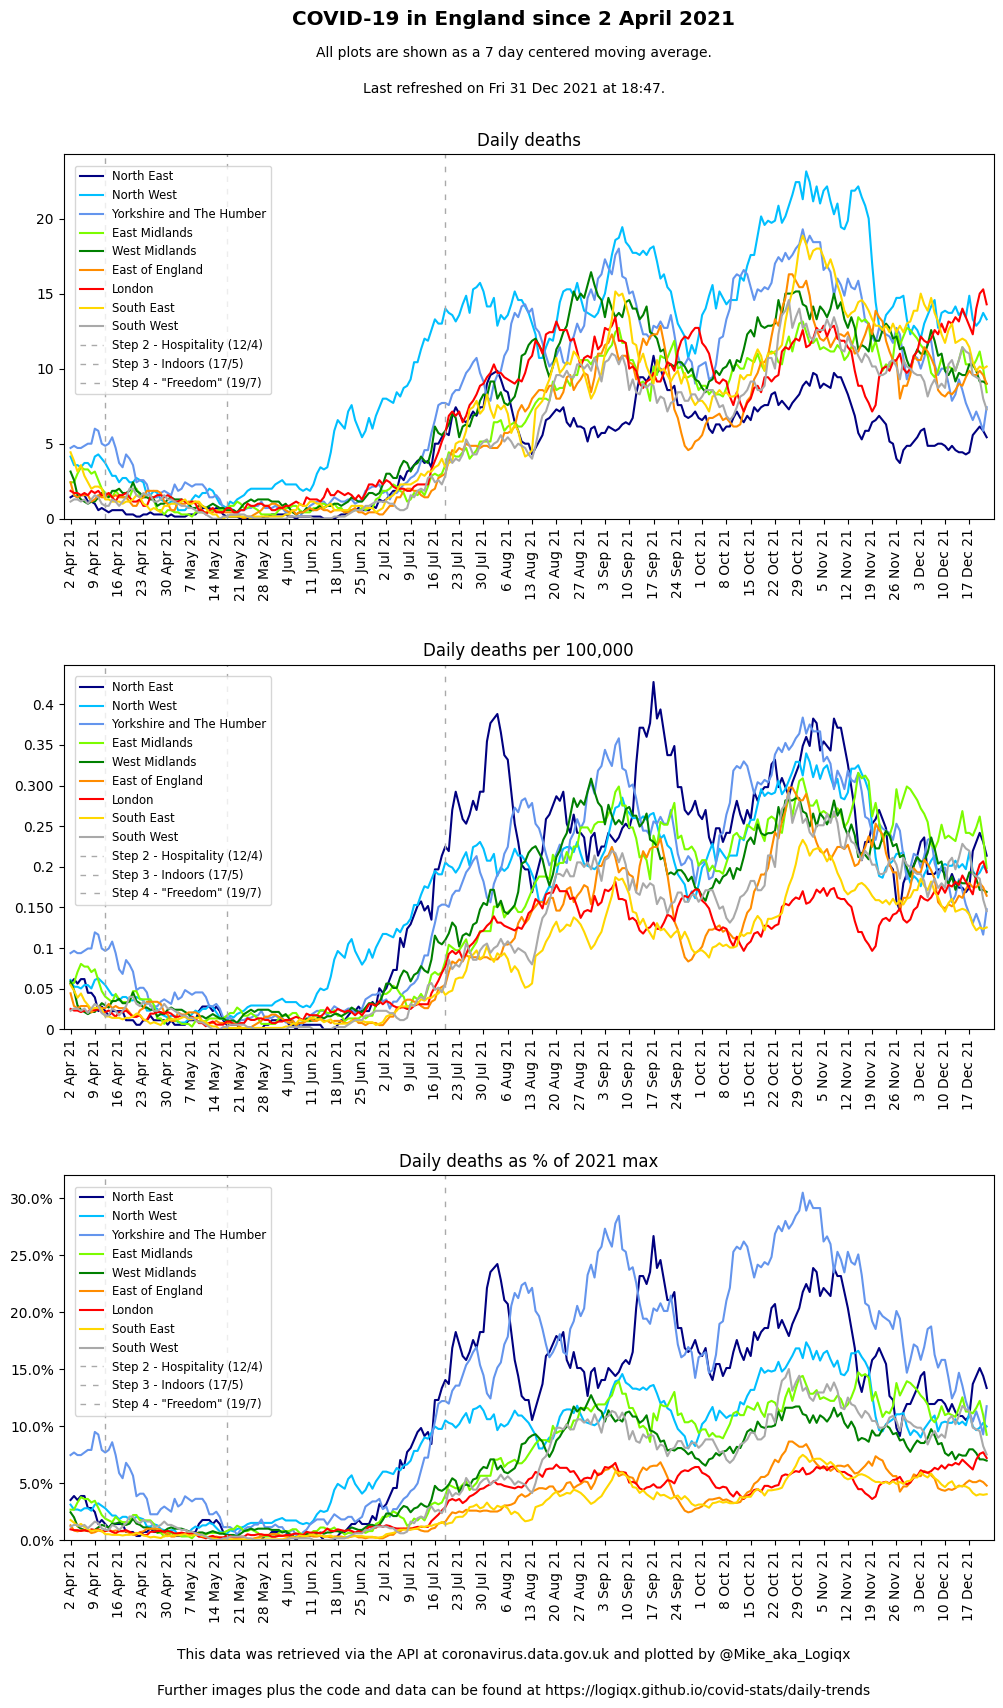 COVID-19 in England since 2 April 2021
All plots are shown as a 7 day centered moving average.
Last refreshed on Fri 31 Dec 2021 at 18:47.
Daily deaths
North East
North West
Yorkshire and The Humber
East Midlands
West Midlands
East of England
London
South East
South West
Step 2 - Hospitality (12/4)
Step 3 - Indoors (17/5)
Step 4 - "Freedom" (19/7)
20
15
10
5
0
2 Apr 21
9 Apr 21
16 Apr 21
23 Apr 21
30 Apr 21
7 May 21
14 May 21
21 May 21
28 May 21
4 Jun 21
11 Jun 21
18 Jun 21
25 Jun 21
2 Jul 21
9 Jul 21
16 Jul 21
23 Jul 21
30 Jul 21
6 Aug 21
13 Aug 21
20 Aug 21
27 Aug 21
3 Sep 21
10 Sep 21
17 Sep 21
24 Sep 21
1 Oct 21
8 Oct 21
15 Oct 21
22 Oct 21
29 Oct 21
5 Nov 21
12 Nov 21
19 Nov 21
26 Nov 21
3 Dec 21
10 Dec 21
17 Dec 21
Daily deaths per 100,000
North East
North West
Yorkshire and The Humber
East Midlands
West Midlands
East of England
London
South East
South West
Step 2 - Hospitality (12/4)
Step 3 - Indoors (17/5)
Step 4 - "Freedom" (19/7)
0.4
0.35
0.300
0.25
0.2
0.150
0.1
0.05
0
2 Apr 21
9 Apr 21
16 Apr 21
23 Apr 21
30 Apr 21
7 May 21
14 May 21
21 May 21
28 May 21
4 Jun 21
11 Jun 21
18 Jun 21
25 Jun 21
2 Jul 21
9 Jul 21
16 Jul 21
23 Jul 21
30 Jul 21
6 Aug 21
13 Aug 21
20 Aug 21
27 Aug 21
3 Sep 21
10 Sep 21
17 Sep 21
24 Sep 21
1 Oct 21
8 Oct 21
15 Oct 21
22 Oct 21
29 Oct 21
5 Nov 21
12 Nov 21
19 Nov 21
26 Nov 21
3 Dec 21
10 Dec 21
17 Dec 21
Daily deaths as % of 2021 max
North East
North West
Yorkshire and The Humber
East Midlands
West Midlands
East of England
London
South East
South West
Step 2 - Hospitality (12/4)
Step 3 - Indoors (17/5)
Step 4 - "Freedom" (19/7)
30.0%
25.0%
20.0%
15.0%
10.0%
5.0%
0.0%
2 Apr 21
9 Apr 21
16 Apr 21
23 Apr 21
30 Apr 21
7 May 21
14 May 21
21 May 21
28 May 21
4 Jun 21
11 Jun 21
18 Jun 21
25 Jun 21
2 Jul 21
9 Jul 21
16 Jul 21
23 Jul 21
30 Jul 21
6 Aug 21
13 Aug 21
20 Aug 21
27 Aug 21
3 Sep 21
10 Sep 21
17 Sep 21
24 Sep 21
1 Oct 21
8 Oct 21
15 Oct 21
22 Oct 21
29 Oct 21
5 Nov 21
12 Nov 21
19 Nov 21
26 Nov 21
3 Dec 21
10 Dec 21
17 Dec 21
This data was retrieved via the API at coronavirus.data.gov.uk and plotted by @Mike_aka_Logiqx
Further images plus the code and data can be found at https://logiqx.github.io/covid-stats/daily-trends